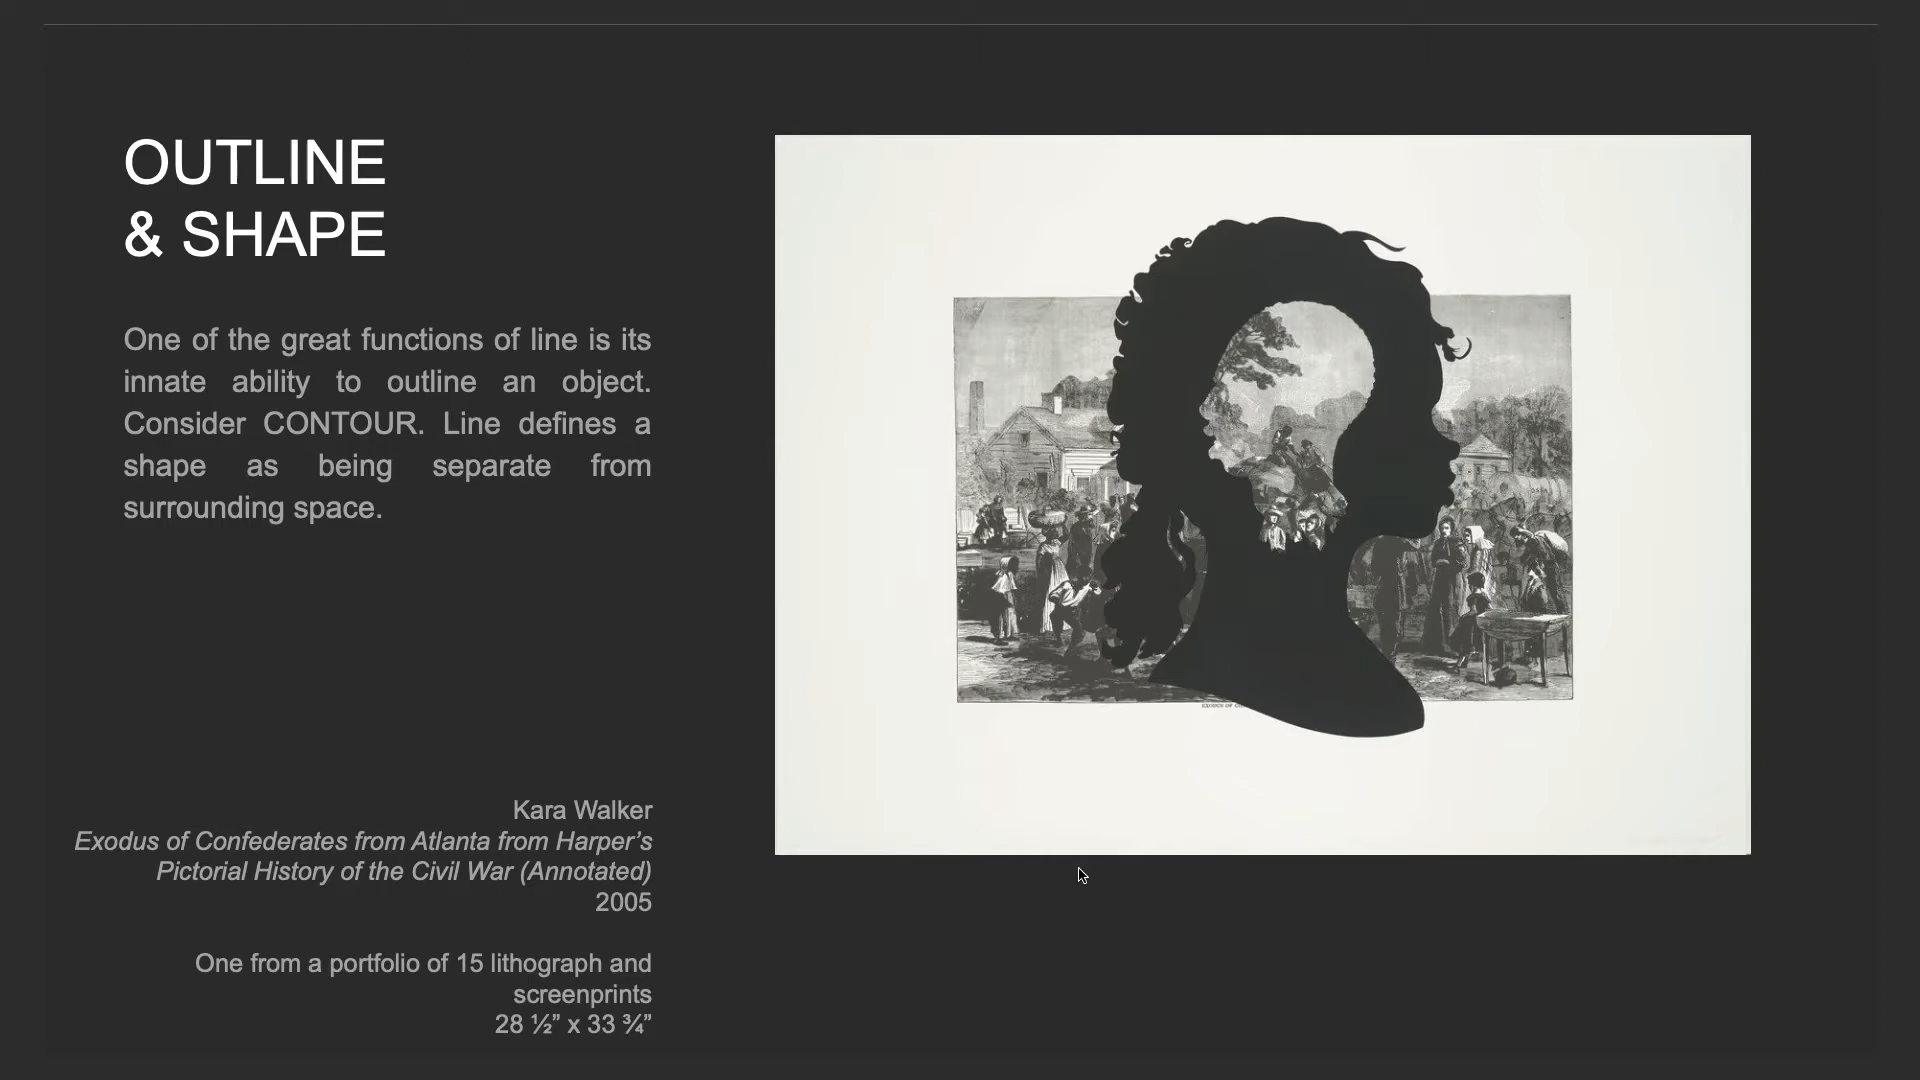 OUTLINE
& SHAPE
One of the great functions of line is its
innate ability to outline an object.
Consider CONTOUR. Line defines a
shape as being separate from
surrounding space.
Kara Walker
Exodus of Confederates from Atlanta from Harper’s
Pictorial History of the Civil War (Annotated)
2005
One from a portfolio of 15 lithograph and
screenprints
28 ½” x 33 ¾”
EXODUS OF